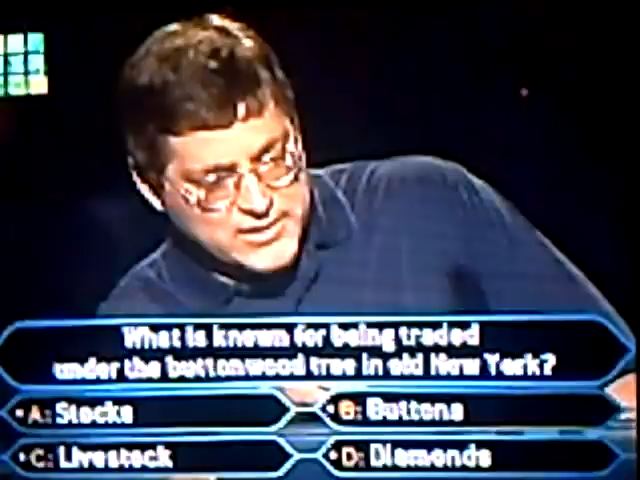 What is known for being traded
under the buttonwood tree in old New York?
A: Stocks
B: Buttons
C: Livestock
D: Diamonds